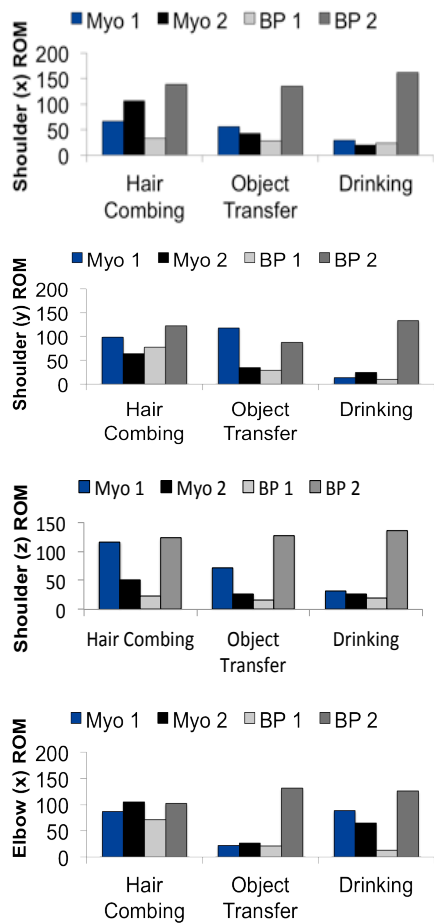 Myo 1 Myo 2 BP 1 BP 2
Shoulder (x) ROM
200
150
100
50
0
Hair Combing
Object Transfer
Drinking
Myo 1 Myo 2 BP 1 BP 2
Shoulder (y) ROM
200
150
100
50
0
Hair Combing
Object Transfer
Drinking
Myo 1 Myo 2 BP 1 BP 2
Shoulder (z) ROM
150
100
50
0
Hair Combing
Object Transfer
Drinking
Myo 1 Myo 2 BP 1 BP 2
Elbow (x) ROM
200
150
100
50
0
Hair Combing
Object Transfer
Drinking